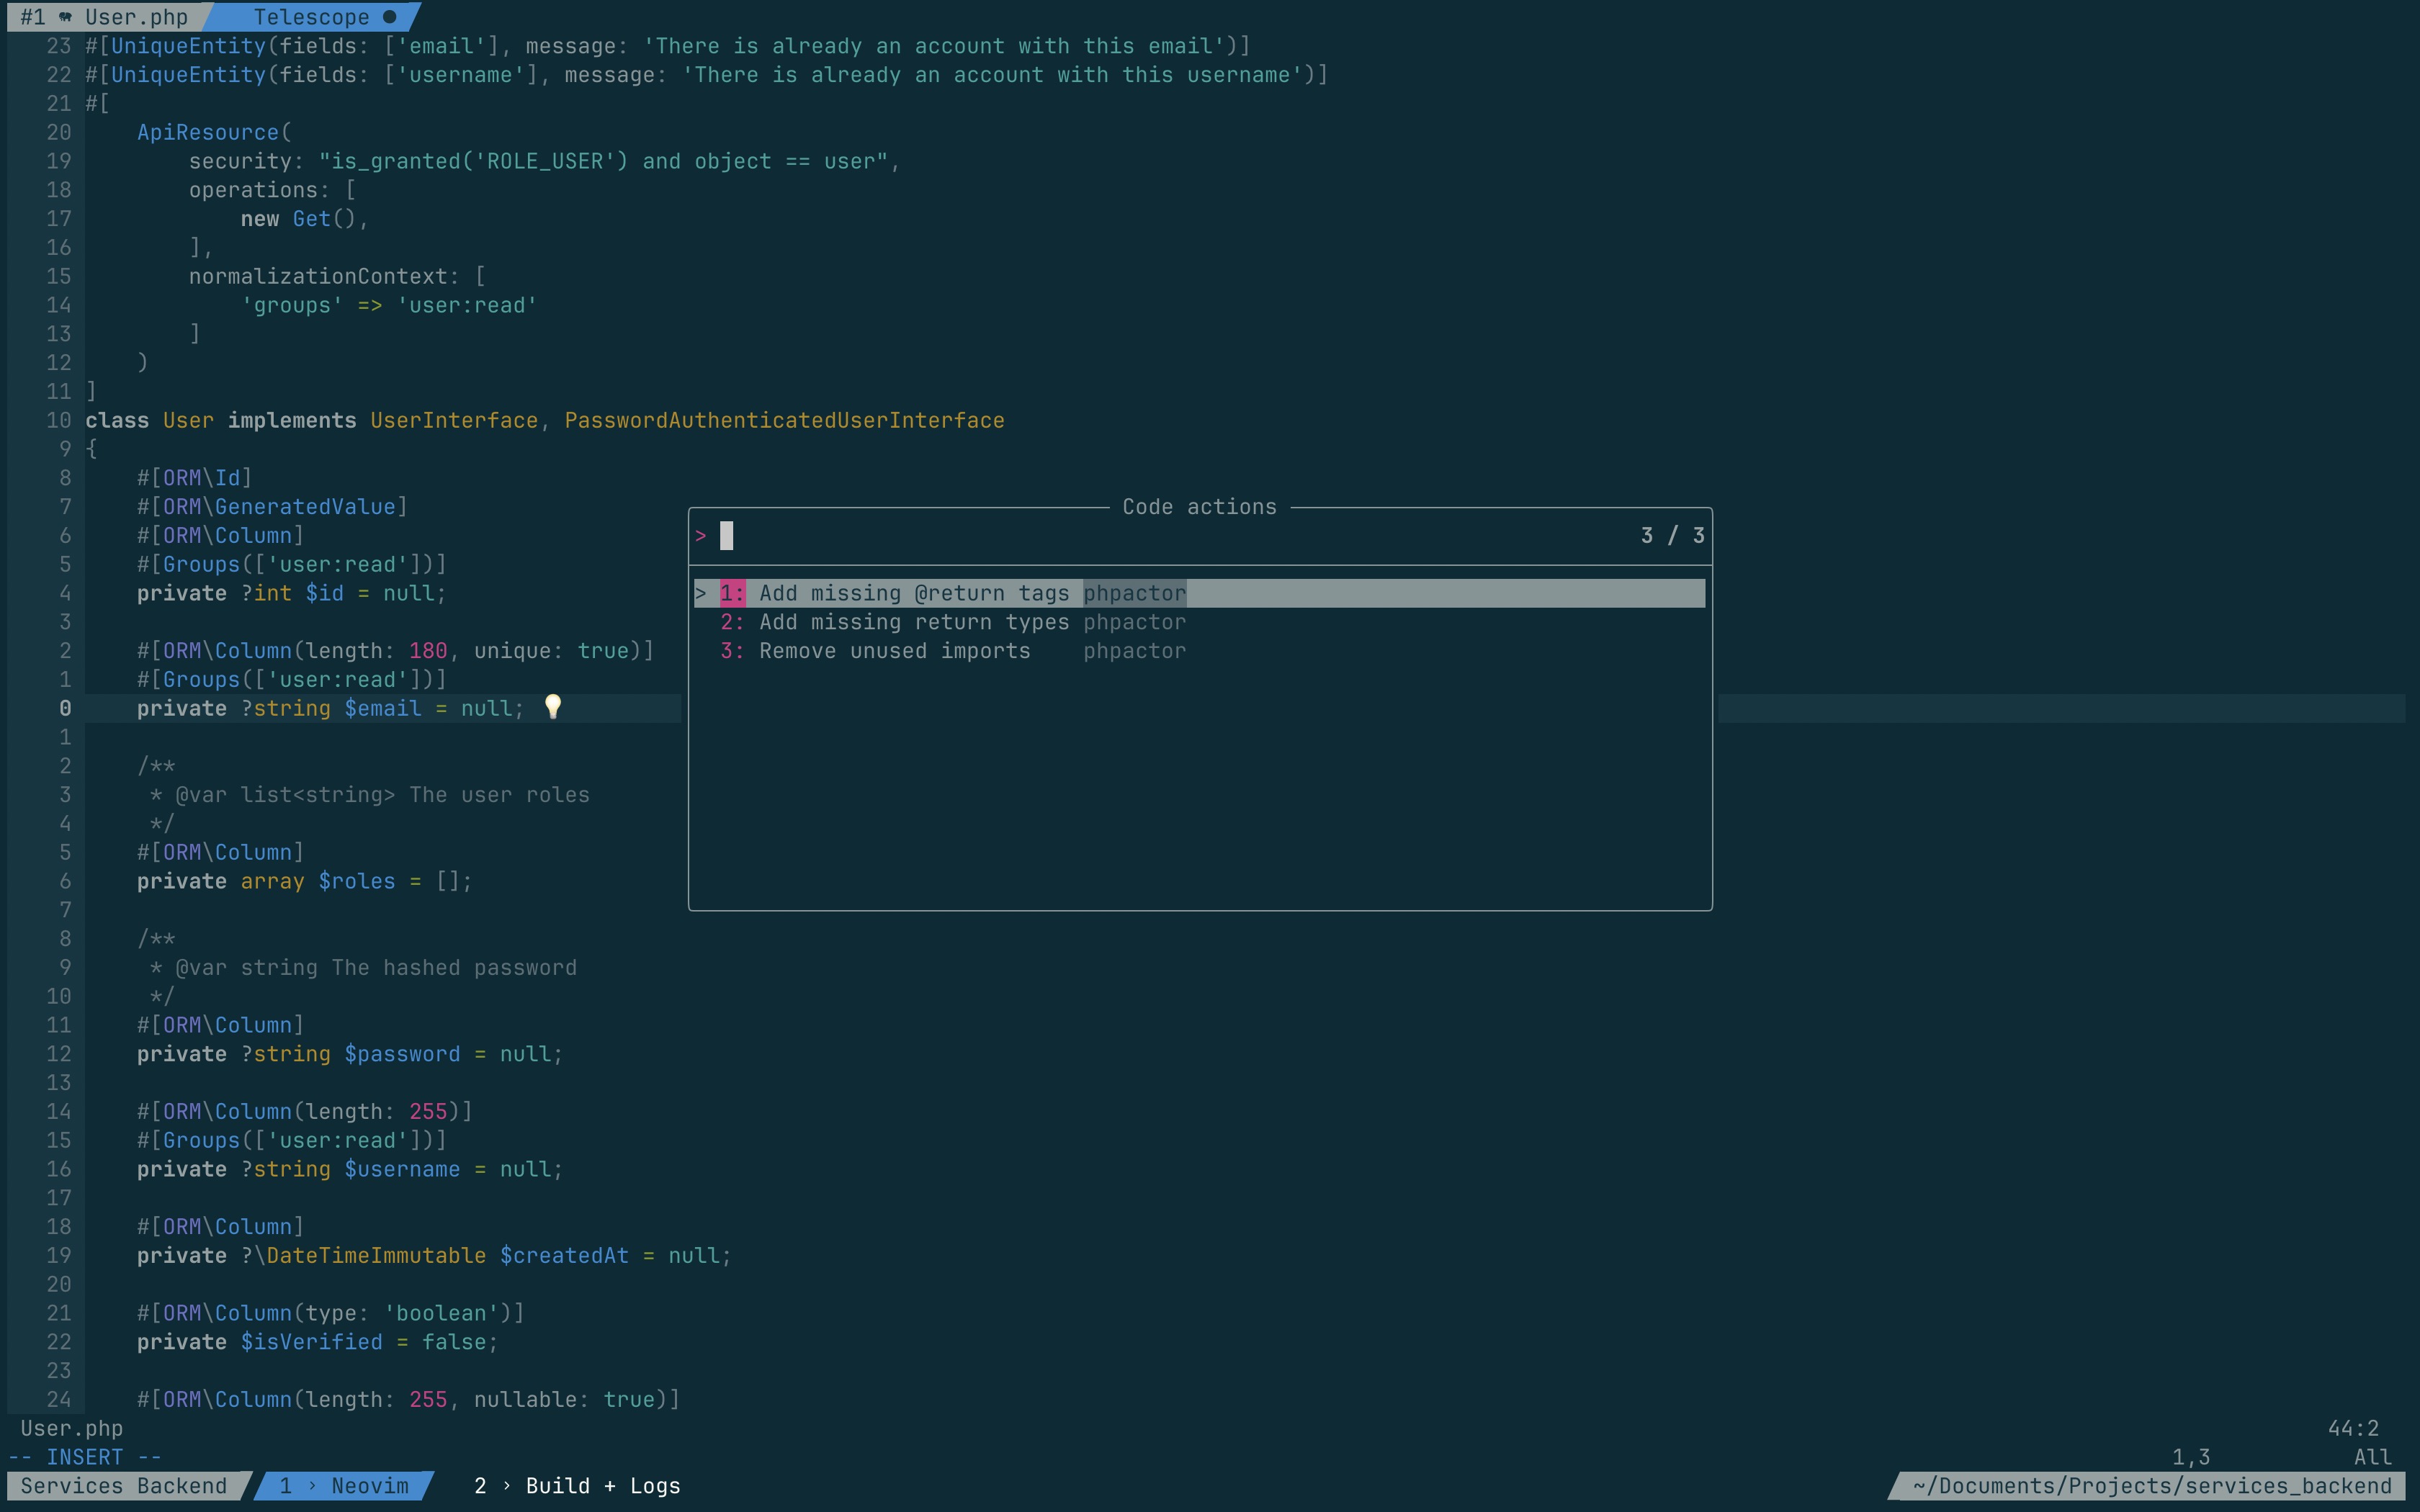 #1 User.php Telescope ●
23 #[UniqueEntity(fields: ['email'], message: 'There is already an account with this email')]
22 #[UniqueEntity(fields: ['username'], message: 'There is already an account with this username')]
21 #[
20     ApiResource(
19         security: "is_granted('ROLE_USER') and object == user",
18         operations: [
17             new Get(),
16         ],
15         normalizationContext: [
14             'groups' => 'user:read'
13         ]
12     )
11 ]
10 class User implements UserInterface, PasswordAuthenticatedUserInterface
9 {
8     #[ORM\Id]
7     #[ORM\GeneratedValue]
6     #[ORM\Column]
5     #[Groups(['user:read'])]
4     private ?int $id = null;
3
2     #[ORM\Column(length: 180, unique: true)]
1     #[Groups(['user:read'])]
0     private ?string $email = null; 💡
1
2     /**
3      * @var list<string> The user roles
4      */
5     #[ORM\Column]
6     private array $roles = [];
7
8     /**
9      * @var string The hashed password
10      */
11     #[ORM\Column]
12     private ?string $password = null;
13
14     #[ORM\Column(length: 255)]
15     #[Groups(['user:read'])]
16     private ?string $username = null;
17
18     #[ORM\Column]
19     private ?\DateTimeImmutable $createdAt = null;
20
21     #[ORM\Column(type: 'boolean')]
22     private $isVerified = false;
23
24     #[ORM\Column(length: 255, nullable: true)]
Code actions
> 3 / 3
> 1: Add missing @return tags phpactor
2: Add missing return types phpactor
3: Remove unused imports phpactor
User.php 44:2
-- INSERT -- 1,3 All
Services Backend 1 › Neovim 2 › Build + Logs ~/Documents/Projects/services_backend